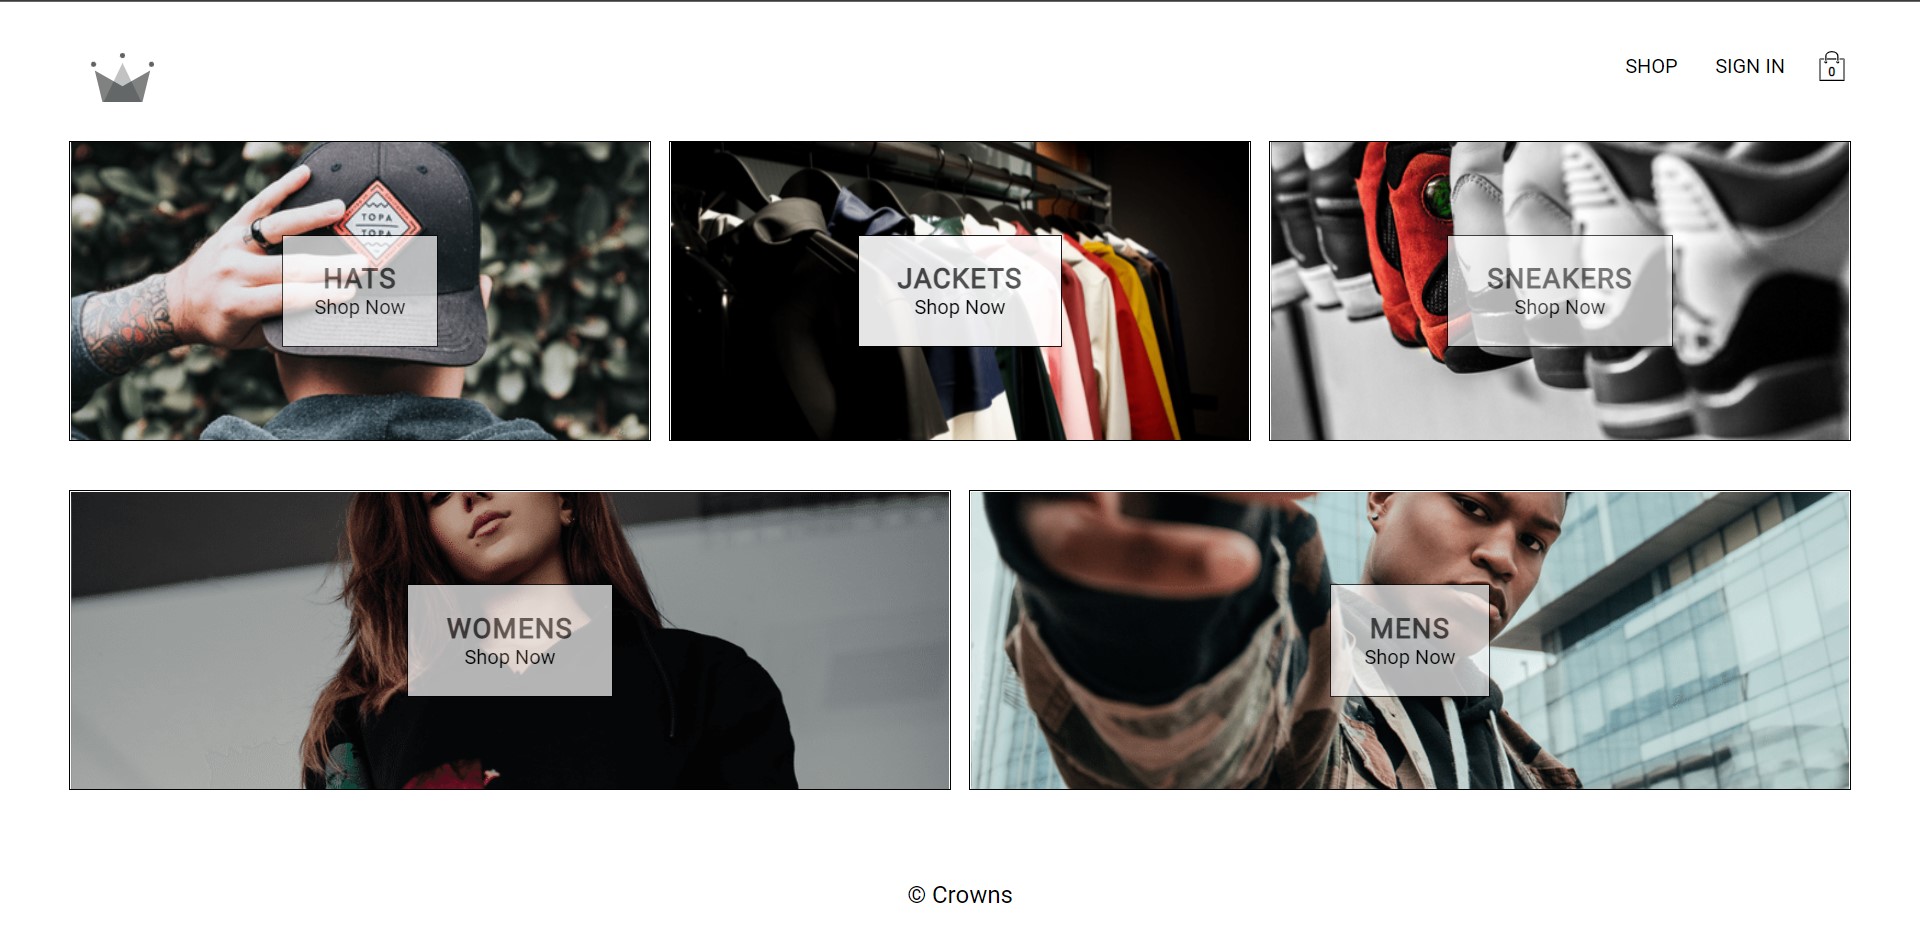 SHOP SIGN IN 0
TOPA
TOPA
HATS
Shop Now
JACKETS
Shop Now
SNEAKERS
Shop Now
WOMENS
Shop Now
MENS
Shop Now
© Crowns